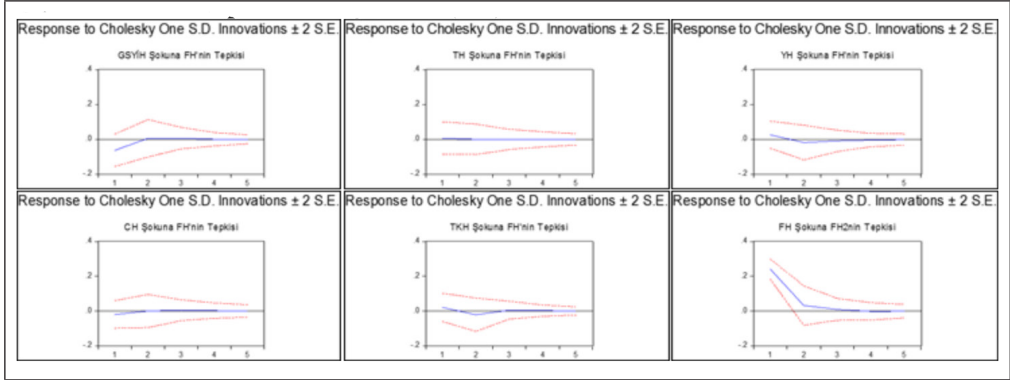 Response to Cholesky One S.D. Innovations ± 2 S.E.
GSYİH Şokuna FH'nin Tepkisi
.4
.2
.0
-.2
1 2 3 4 5
Response to Cholesky One S.D. Innovations ± 2 S.E.
TH Şokuna FH'nin Tepkisi
.4
.2
.0
-.2
1 2 3 4 5
Response to Cholesky One S.D. Innovations ± 2 S.E.
YH Şokuna FH'nin Tepkisi
.4
.2
.0
-.2
1 2 3 4 5
Response to Cholesky One S.D. Innovations ± 2 S.E.
CH Şokuna FH'nin Tepkisi
.4
.2
.0
-.2
1 2 3 4 5
Response to Cholesky One S.D. Innovations ± 2 S.E.
TKH Şokuna FH'nin Tepkisi
.4
.2
.0
-.2
1 2 3 4 5
Response to Cholesky One S.D. Innovations ± 2 S.E.
FH Şokuna FH2nin Tepkisi
.4
.2
.0
-.2
1 2 3 4 5